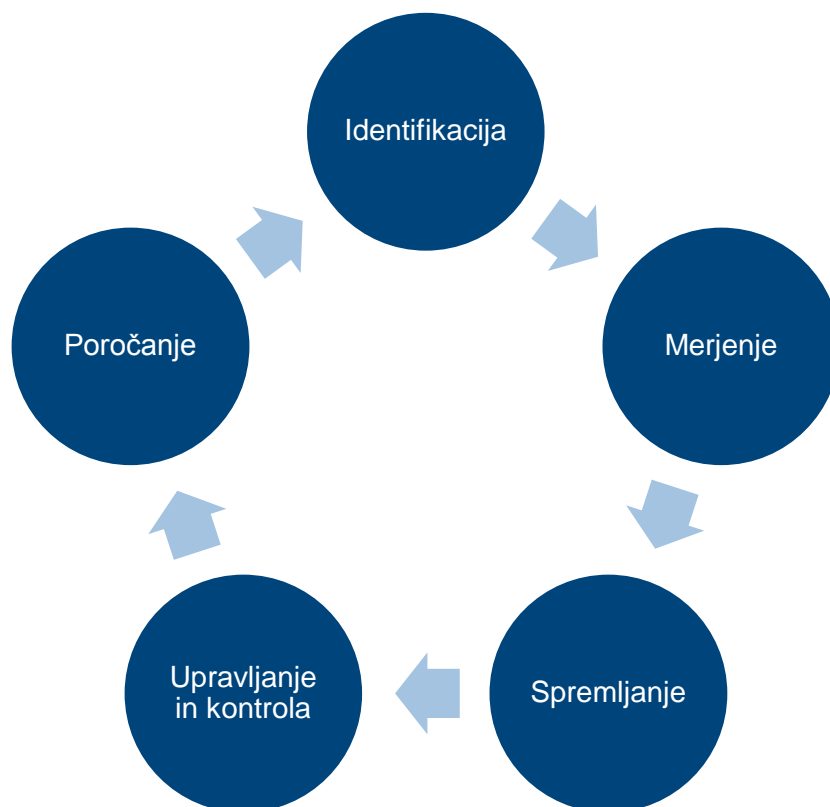 Identifikacija
Merjenje
Spremljanje
Upravljanje
in kontrola
Poročanje